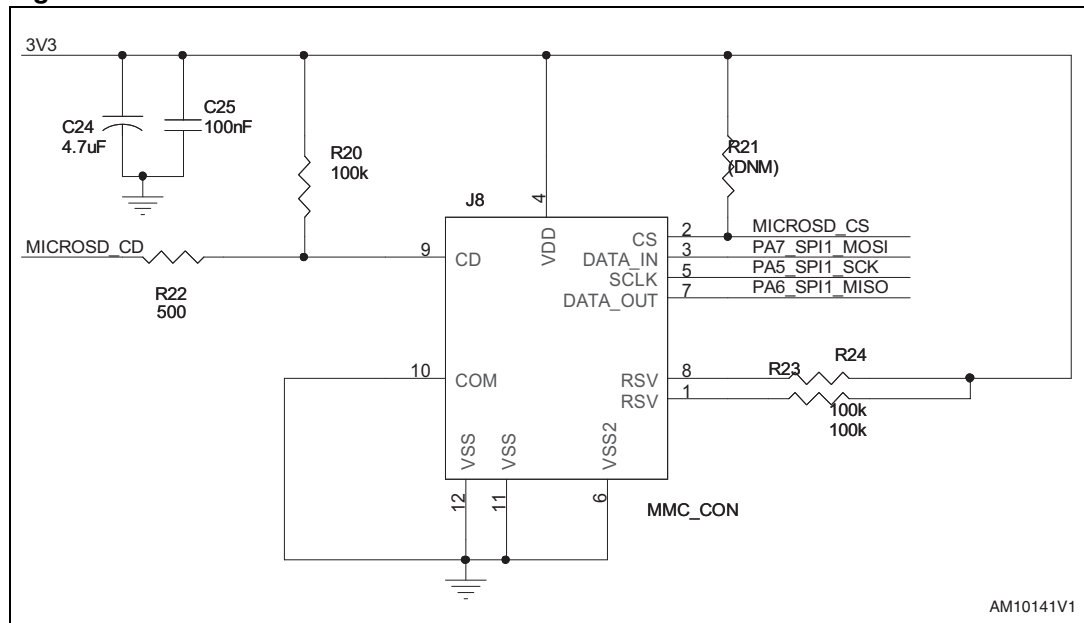 3V3
C24
4.7uF
C25
100nF
R20
100k
R21
(DNM)
J8
4
VDD
MICROSD_CD
R22
500
9
CD
CS
2
MICROSD_CS
DATA_IN
3
PA7_SPI1_MOSI
SCLK
5
PA5_SPI1_SCK
DATA_OUT
7
PA6_SPI1_MISO
10
COM
RSV
8
R23
R24
RSV
1
100k
100k
VSS
VSS
VSS2
12
11
6
MMC_CON
AM10141V1